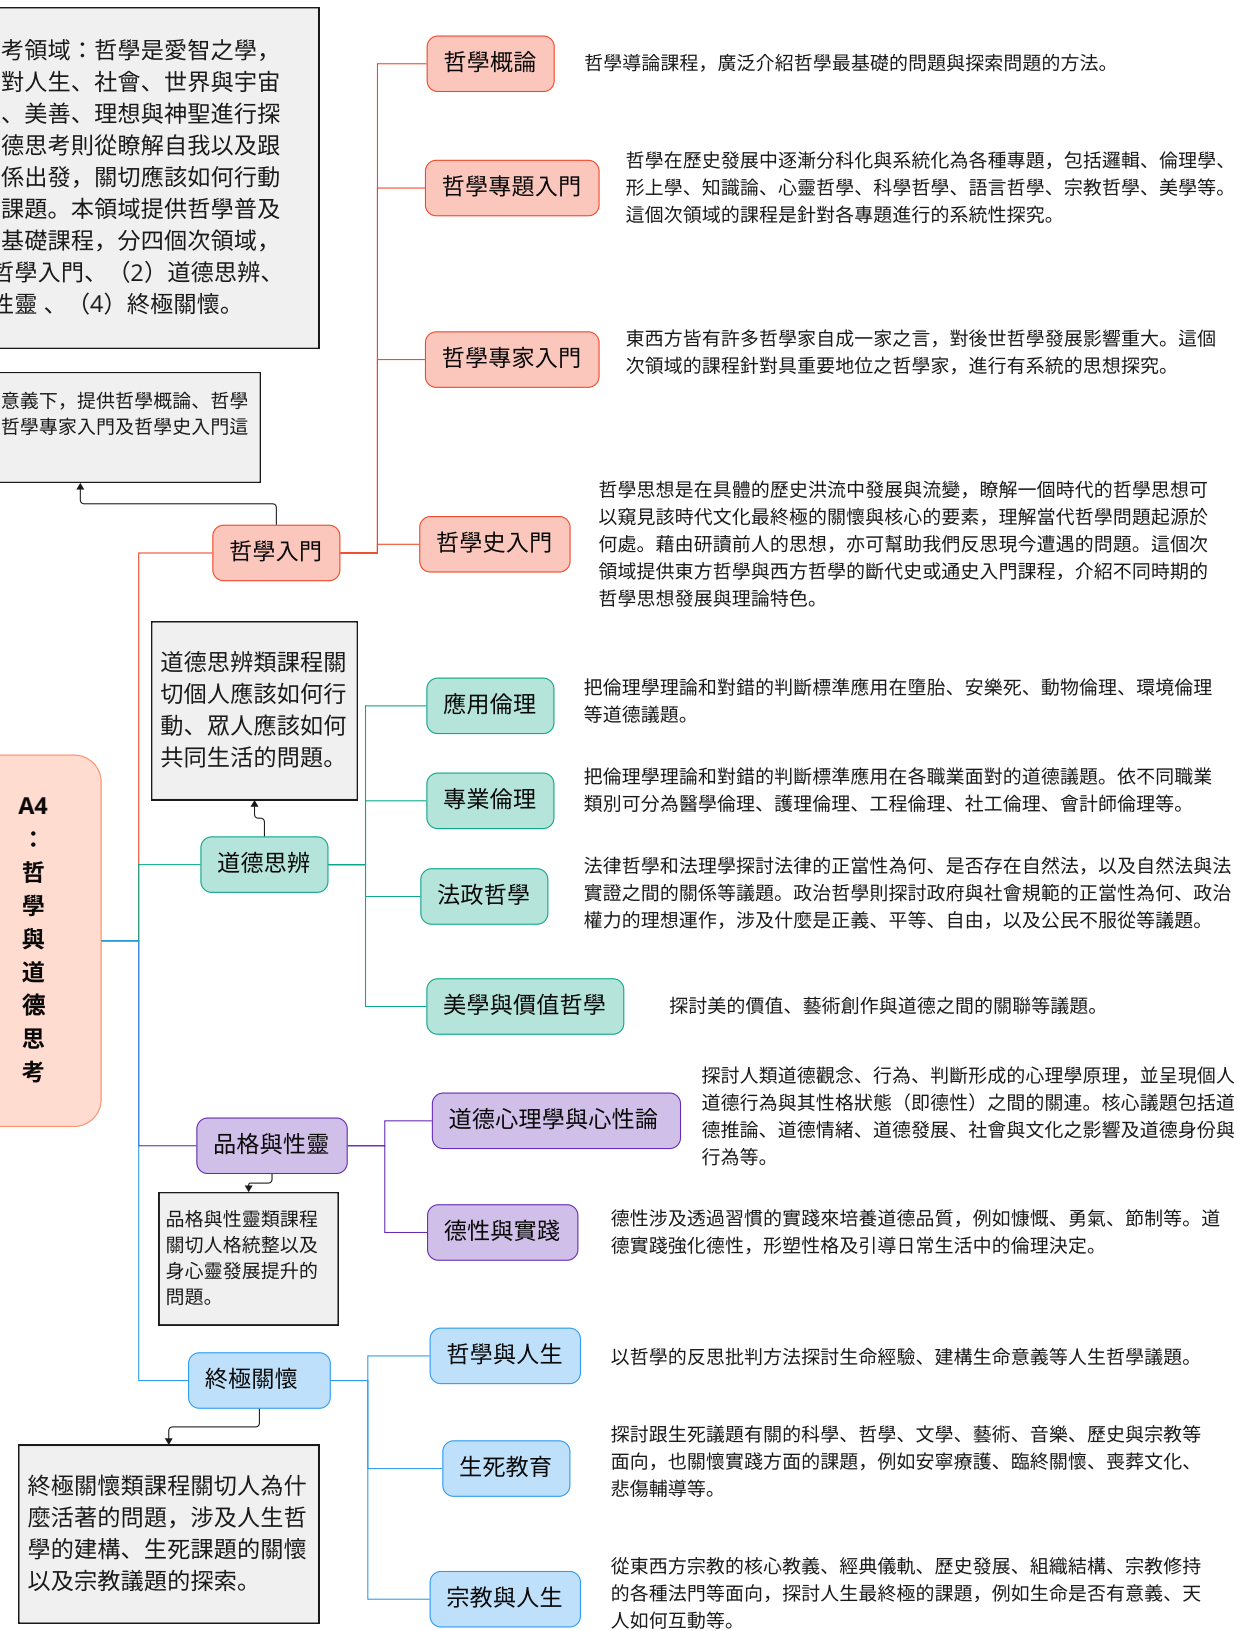 考領域：哲學是愛智之學，
對人生、社會、世界與宇宙
、美善、理想與神聖進行探
德思考則從瞭解自我以及跟
係出發，關切應該如何行動
課題。本領域提供哲學普及
基礎課程，分四個次領域，
哲學入門、（2）道德思辨、
性靈 、（4）終極關懷。
意義下，提供哲學概論、哲學
哲學專家入門及哲學史入門這
哲學入門
哲學概論
哲學導論課程，廣泛介紹哲學最基礎的問題與探索問題的方法。
哲學專題入門
哲學在歷史發展中逐漸分科化與系統化為各種專題，包括邏輯、倫理學、
形上學、知識論、心靈哲學、科學哲學、語言哲學、宗教哲學、美學等。
這個次領域的課程是針對各專題進行的系統性探究。
哲學專家入門
東西方皆有許多哲學家自成一家之言，對後世哲學發展影響重大。這個
次領域的課程針對具重要地位之哲學家，進行有系統的思想探究。
哲學史入門
哲學思想是在具體的歷史洪流中發展與流變，瞭解一個時代的哲學思想可
以窺見該時代文化最終極的關懷與核心的要素，理解當代哲學問題起源於
何處。藉由研讀前人的思想，亦可幫助我們反思現今遭遇的問題。這個次
領域提供東方哲學與西方哲學的斷代史或通史入門課程，介紹不同時期的
哲學思想發展與理論特色。
A4
：
哲
學
與
道
德
思
考
道德思辨類課程關
切個人應該如何行
動、眾人應該如何
共同生活的問題。
道德思辨
應用倫理
把倫理學理論和對錯的判斷標準應用在墮胎、安樂死、動物倫理、環境倫理
等道德議題。
專業倫理
把倫理學理論和對錯的判斷標準應用在各職業面對的道德議題。依不同職業
類別可分為醫學倫理、護理倫理、工程倫理、社工倫理、會計師倫理等。
法政哲學
法律哲學和法理學探討法律的正當性為何、是否存在自然法，以及自然法與法
實證之間的關係等議題。政治哲學則探討政府與社會規範的正當性為何、政治
權力的理想運作，涉及什麼是正義、平等、自由，以及公民不服從等議題。
美學與價值哲學
探討美的價值、藝術創作與道德之間的關聯等議題。
品格與性靈
品格與性靈類課程
關切人格統整以及
身心靈發展提升的
問題。
道德心理學與心性論
探討人類道德觀念、行為、判斷形成的心理學原理，並呈現個人
道德行為與其性格狀態（即德性）之間的關連。核心議題包括道
德推論、道德情緒、道德發展、社會與文化之影響及道德身份與
行為等。
德性與實踐
德性涉及透過習慣的實踐來培養道德品質，例如慷慨、勇氣、節制等。道
德實踐強化德性，形塑性格及引導日常生活中的倫理決定。
終極關懷
終極關懷類課程關切人為什
麼活著的問題，涉及人生哲
學的建構、生死課題的關懷
以及宗教議題的探索。
哲學與人生
以哲學的反思批判方法探討生命經驗、建構生命意義等人生哲學議題。
生死教育
探討跟生死議題有關的科學、哲學、文學、藝術、音樂、歷史與宗教等
面向，也關懷實踐方面的課題，例如安寧療護、臨終關懷、喪葬文化、
悲傷輔導等。
宗教與人生
從東西方宗教的核心教義、經典儀軌、歷史發展、組織結構、宗教修持
的各種法門等面向，探討人生最終極的課題，例如生命是否有意義、天
人如何互動等。